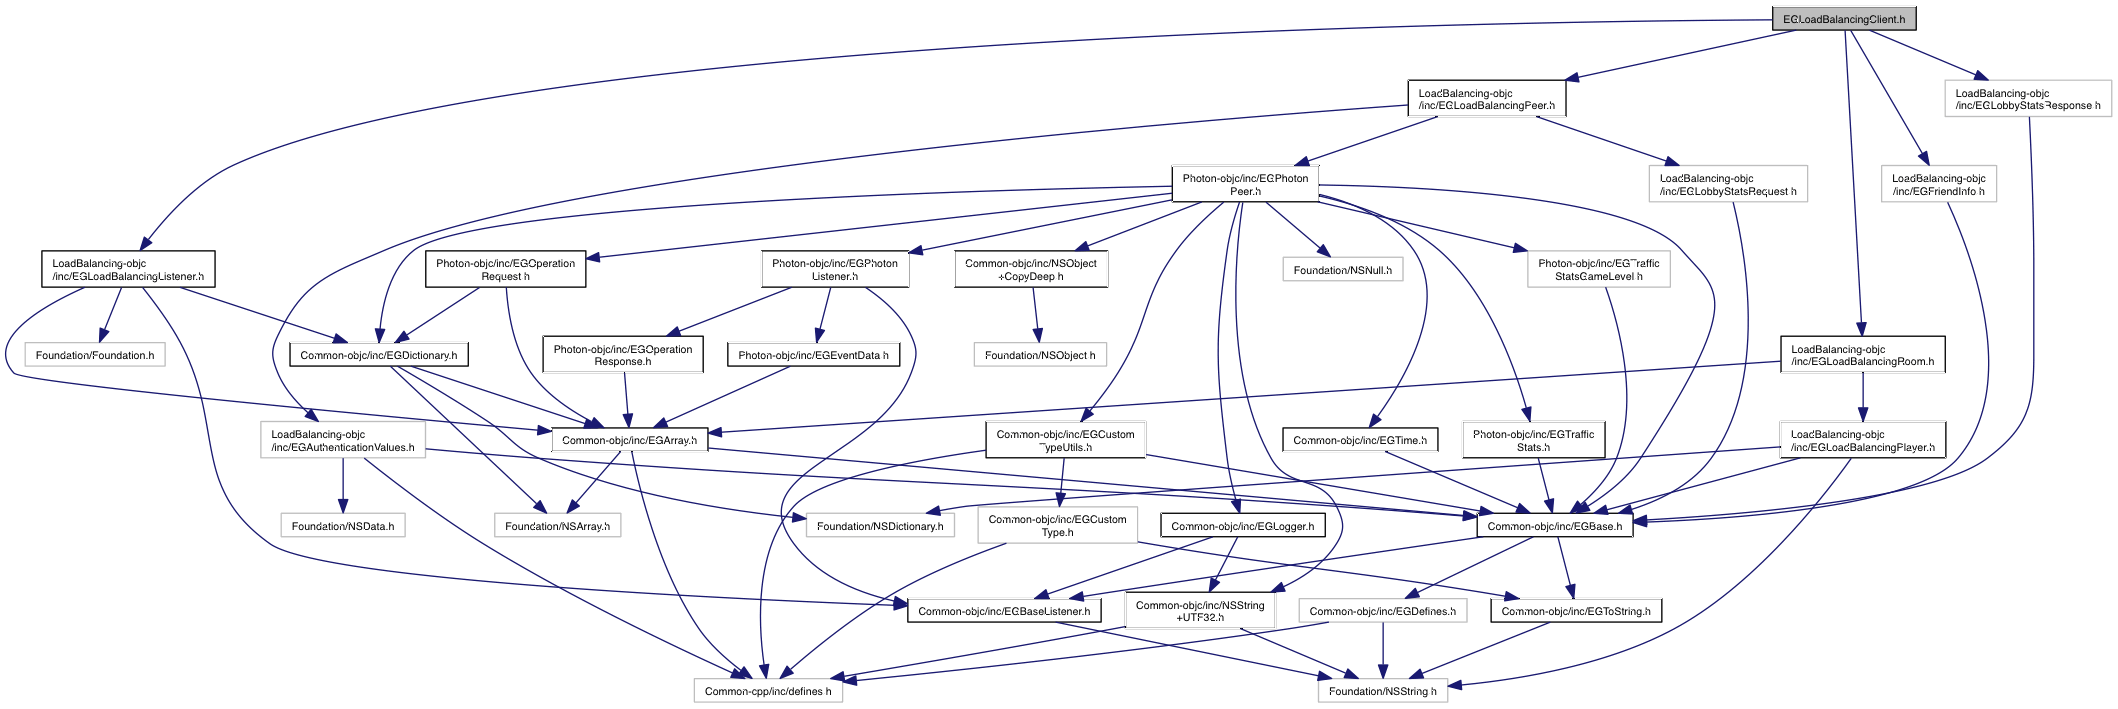 EGLoadBalancingClient.h
LoadBalancing-objc
/inc/EGLoadBalancingPeer.h
LoadBalancing-objc
/inc/EGLobbyStatsResponse.h
Photon-objc/inc/EGPhoton
Peer.h
LoadBalancing-objc
/inc/EGLobbyStatsRequest.h
LoadBalancing-objc
/inc/EGFriendInfo.h
LoadBalancing-objc
/inc/EGLoadBalancingListener.h
Photon-objc/inc/EGOperation
Request.h
Photon-objc/inc/EGPhoton
Listener.h
Common-objc/inc/NSObject
+CopyDeep.h
Foundation/NSNull.h
Photon-objc/inc/EGTraffic
StatsGameLevel.h
Foundation/Foundation.h
Common-objc/inc/EGDictionary.h
Photon-objc/inc/EGOperation
Response.h
Photon-objc/inc/EGEventData.h
Foundation/NSObject.h
LoadBalancing-objc
/inc/EGLoadBalancingRoom.h
LoadBalancing-objc
/inc/EGAuthenticationValues.h
Common-objc/inc/EGArray.h
Common-objc/inc/EGCustom
TypeUtils.h
Common-objc/inc/EGTime.h
Photon-objc/inc/EGTraffic
Stats.h
LoadBalancing-objc
/inc/EGLoadBalancingPlayer.h
Foundation/NSData.h
Foundation/NSArray.h
Foundation/NSDictionary.h
Common-objc/inc/EGCustom
Type.h
Common-objc/inc/EGLogger.h
Common-objc/inc/EGBase.h
Common-objc/inc/EGBaseListener.h
Common-objc/inc/NSString
+UTF32.h
Common-objc/inc/EGDefines.h
Common-objc/inc/EGToString.h
Common-cpp/inc/defines.h
Foundation/NSString.h